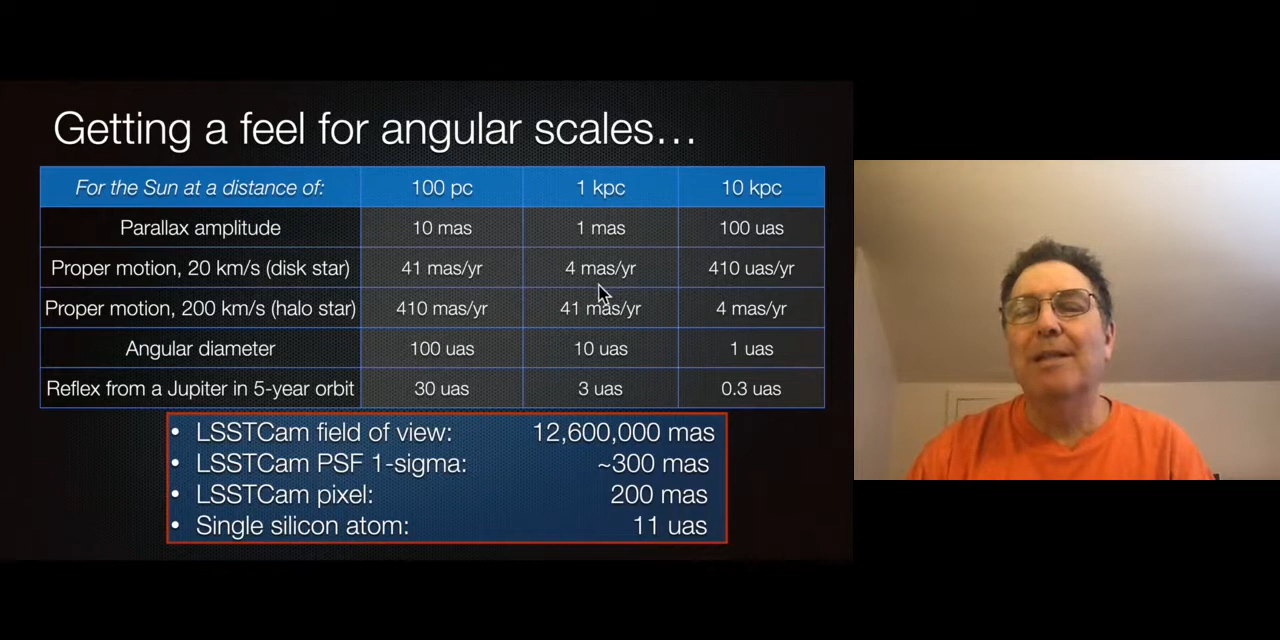 Getting a feel for angular scales…
For the Sun at a distance of: 100 pc 1 kpc 10 kpc
Parallax amplitude 10 mas 1 mas 100 uas
Proper motion, 20 km/s (disk star) 41 mas/yr 4 mas/yr 410 uas/yr
Proper motion, 200 km/s (halo star) 410 mas/yr 41 mas/yr 4 mas/yr
Angular diameter 100 uas 10 uas 1 uas
Reflex from a Jupiter in 5-year orbit 30 uas 3 uas 0.3 uas
• LSSTCam field of view: 12,600,000 mas
• LSSTCam PSF 1-sigma: ~300 mas
• LSSTCam pixel: 200 mas
• Single silicon atom: 11 uas